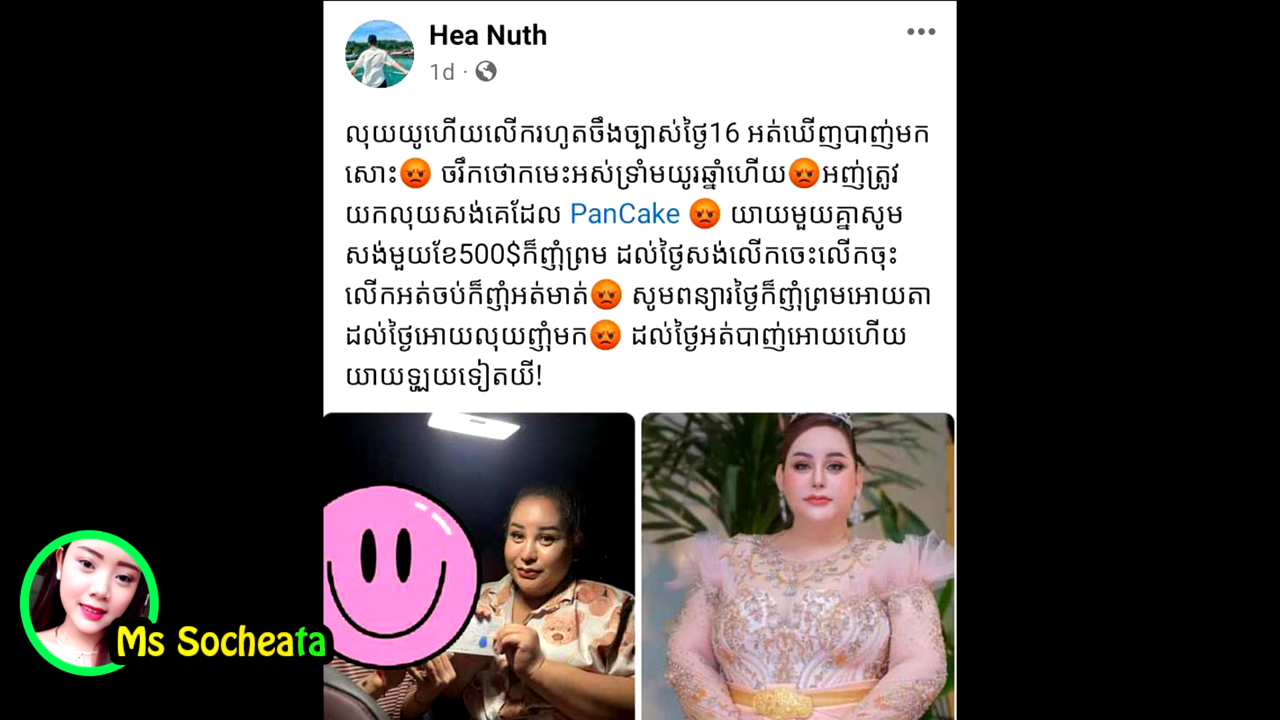 Hea Nuth
1d ·
លុយយូហើយលើករហូតចឹងច្បាស់ថ្ងៃ16 អត់ឃើញបាញ់មក
សោះ😡 ចរឹកថោកមេះអស់ទ្រាំមយូរឆ្នាំហើយ😡អញ់ត្រូវ
យកលុយសង់គេដែល PanCake 😡 យាយមួយគ្នាសូម
សង់មួយខែ500$ក៏ញុំព្រម ដល់ថ្ងៃសង់លើកចេះលើកចុះ
លើកអត់ចប់ក៏ញុំអត់មាត់😡 សូមពន្យារថ្ងៃក៏ញុំព្រមអោយតា
ដល់ថ្ងៃអោយលុយញុំមក😡 ដល់ថ្ងៃអត់បាញ់អោយហើយ
យាយឡូយទៀតយី!
Ms Socheata